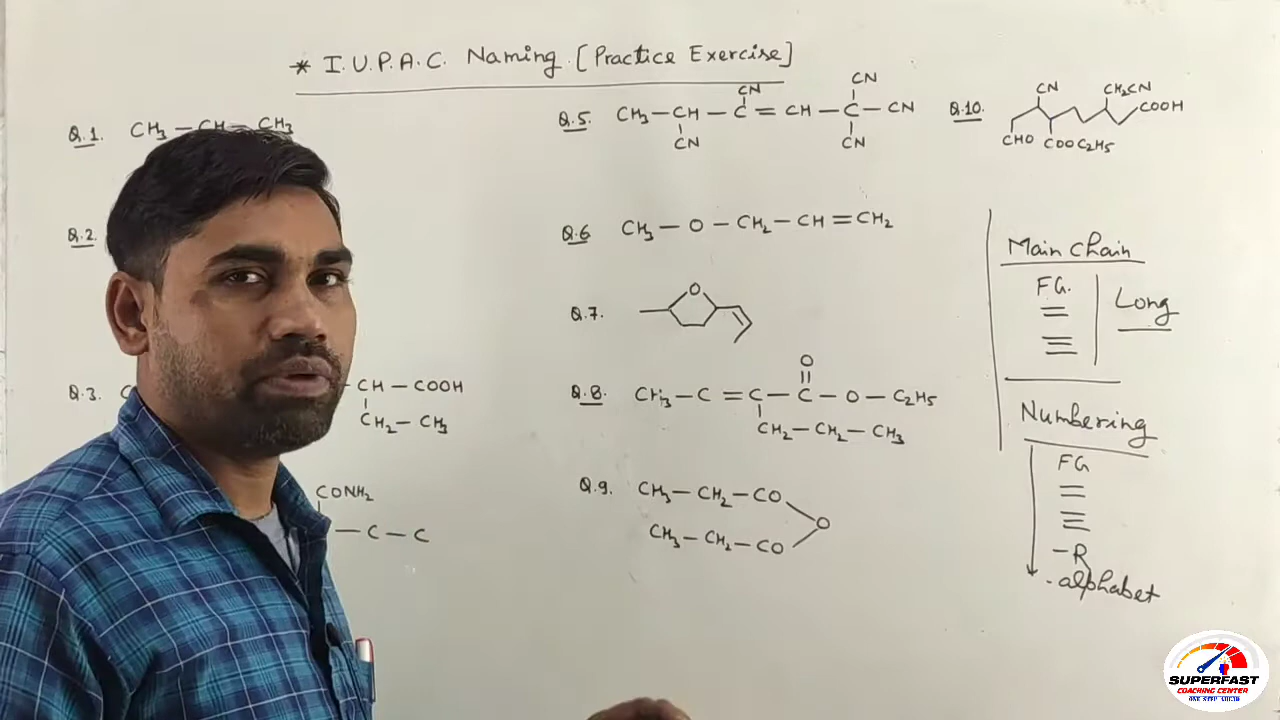 * I.U.P.A.C. Naming. [Practice Exercise]
Q.1. CH3 — CH — CH3
Q.2.
Q.3. C
CH — COOH
CH2 — CH3
CONH2
— C — C
CN CN
Q.5. CH3 — CH — C = CH — C — CN
CN CN
Q.6 CH3 — O — CH2 — CH = CH2
Q.7. O
O
Q.8. CH3 — C = C — C — O — C2H5
CH2 — CH2 — CH3
Q.9. CH3 — CH2 — CO
O
CH3 — CH2 — CO
Q.10. CN CH2CN
COOH
CHO COOC2H5
Main chain
F.G. Long
=
≡
Numbering
FG
=
≡
—R
. alphabet
SUPERFAST
COACHING CENTER